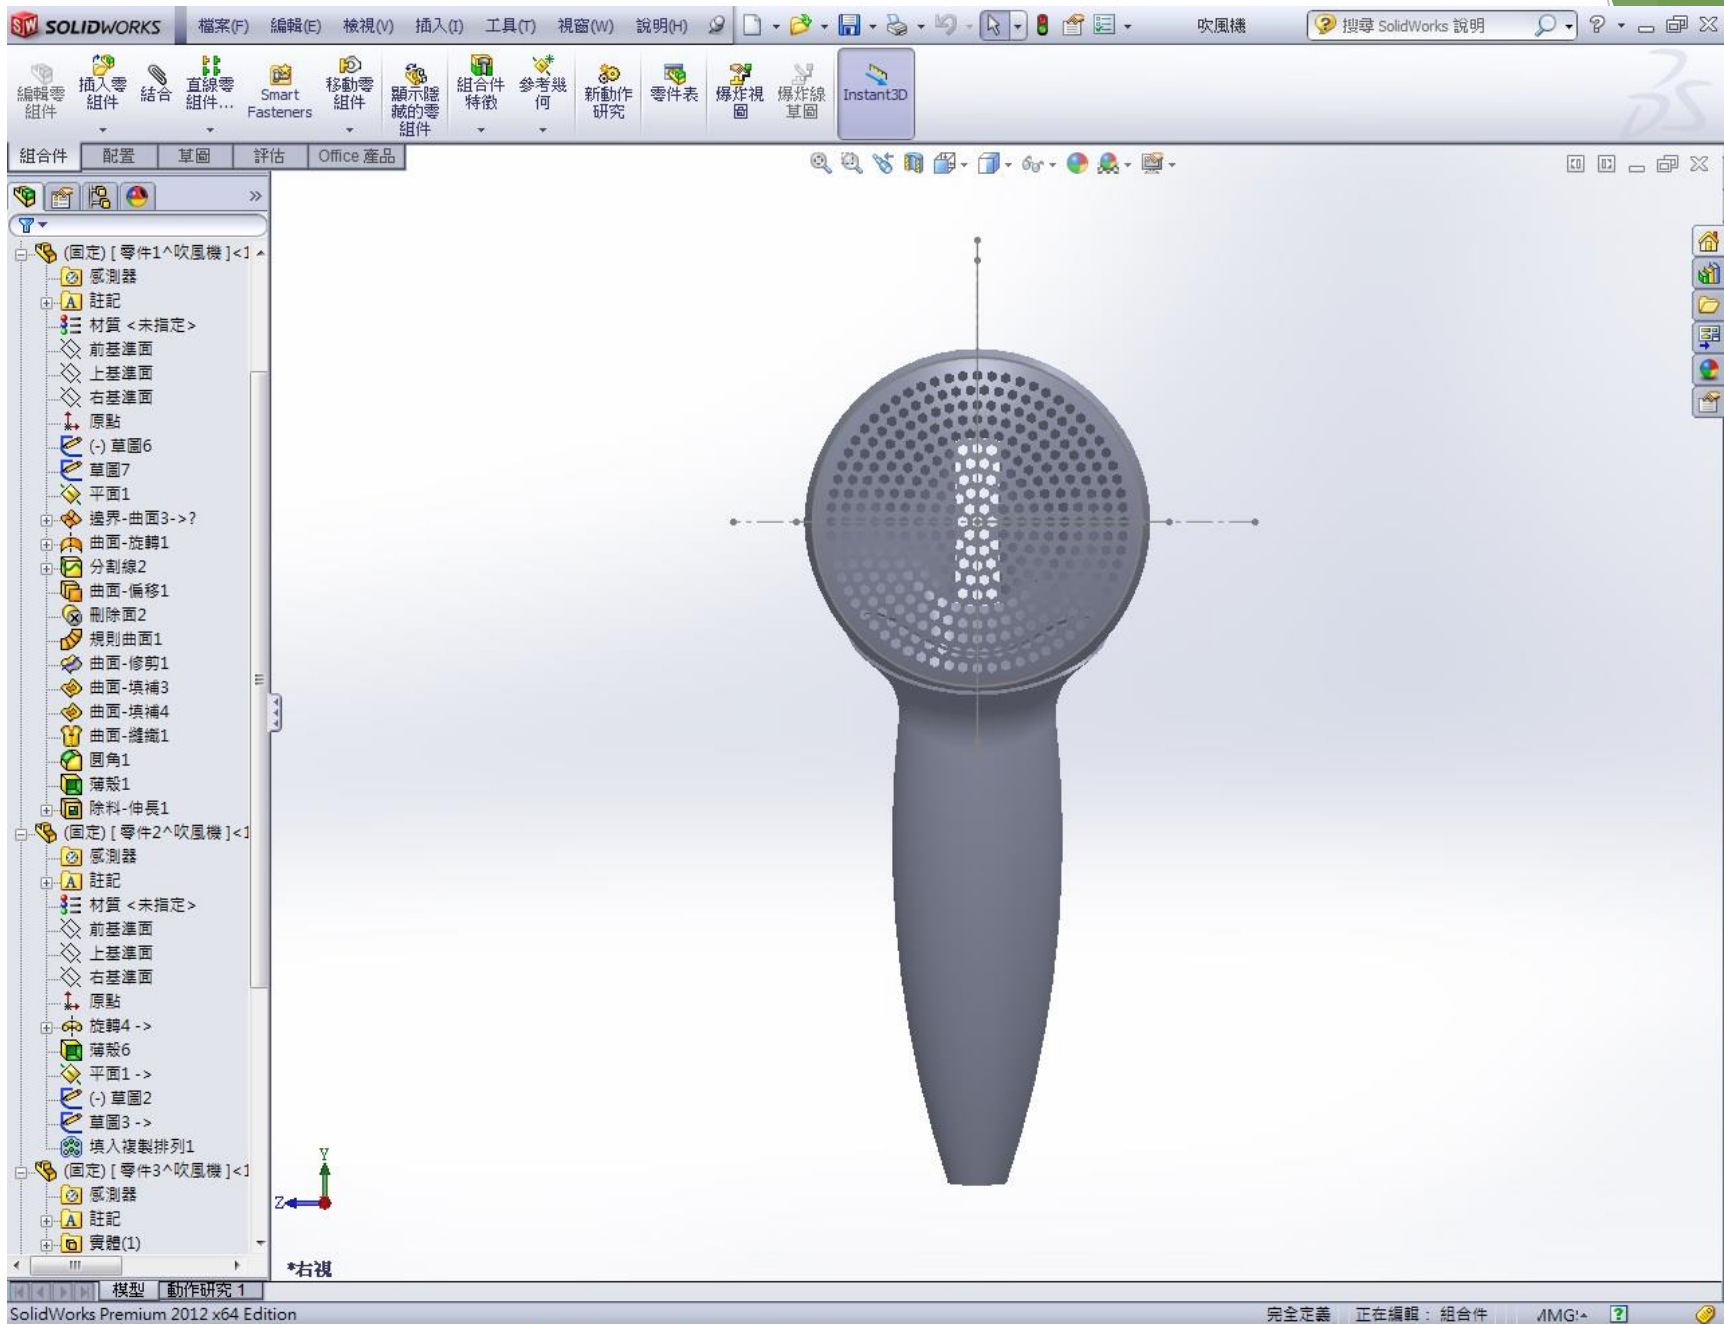 SW SOLIDWORKS 檔案(F) 編輯(E) 檢視(V) 插入(I) 工具(T) 視窗(W) 說明(H) 吹風機 搜尋 SolidWorks 說明
編輯零組件
插入零組件
結合
直線零組件...
Smart Fasteners
移動零組件
顯示隱藏的零組件
組合件特徵
參考幾何
新動作研究
零件表
爆炸視圖
爆炸線草圖
Instant3D
組合件 配置 草圖 評估 Office 產品
(固定) [ 零件1^吹風機 ]<1
感測器
註記
材質 <未指定>
前基準面
上基準面
右基準面
原點
(-) 草圖6
草圖7
平面1
邊界-曲面3->?
曲面-旋轉1
分割線2
曲面-偏移1
刪除面2
規則曲面1
曲面-修剪1
曲面-填補3
曲面-填補4
曲面-縫織1
圓角1
薄殼1
除料-伸長1
(固定) [ 零件2^吹風機 ]<1
感測器
註記
材質 <未指定>
前基準面
上基準面
右基準面
原點
旋轉4 ->
薄殼6
平面1 ->
(-) 草圖2
草圖3 ->
填入複製排列1
(固定) [ 零件3^吹風機 ]<1
感測器
註記
實體(1)
Y
Z
*右視
模型 動作研究 1
SolidWorks Premium 2012 x64 Edition 完全定義 正在編輯： 組合件